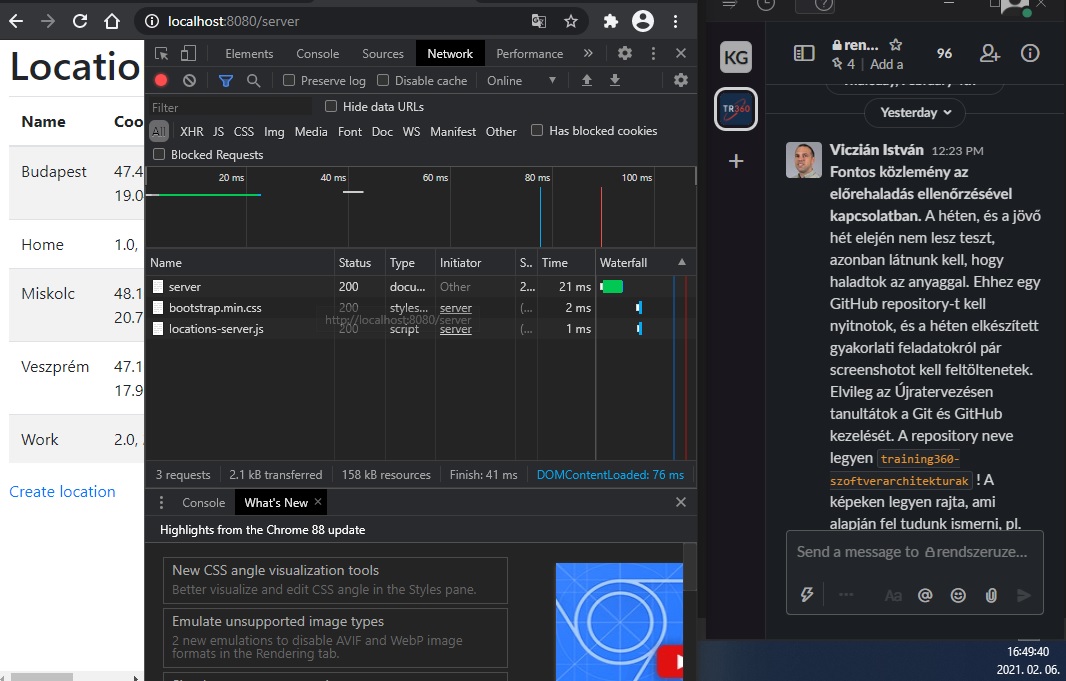 localhost:8080/server
Locatio
Name Coo
Budapest 47.4
19.0
Home 1.0,
Miskolc 48.1
20.7
Veszprém 47.1
17.9
Work 2.0,
Create location
Elements Console Sources Network Performance »
Preserve log Disable cache Online
Filter Hide data URLs
All XHR JS CSS Img Media Font Doc WS Manifest Other Has blocked cookies
Blocked Requests
20 ms 40 ms 60 ms 80 ms 100 ms
Name Status Type Initiator S.. Time Waterfall
server 200 docu... Other 2... 21 ms
bootstrap.min.css 200 styles... server (... 2 ms
http://localhost:8080/server
locations-server.js 200 script server (... 1 ms
3 requests 2.1 kB transferred 158 kB resources Finish: 41 ms DOMContentLoaded: 76 ms
Console What's New ×
Highlights from the Chrome 88 update
New CSS angle visualization tools
Better visualize and edit CSS angle in the Styles pane.
Emulate unsupported image types
2 new emulations to disable AVIF and WebP image
formats in the Rendering tab.
KG
TR360
ren... 96
4 | Add a
Yesterday
Viczián István 12:23 PM
Fontos közlemény az
előrehaladás ellenőrzésével
kapcsolatban. A héten, és a jövő
hét elején nem lesz teszt,
azonban látnunk kell, hogy
haladtok az anyaggal. Ehhez egy
GitHub repository-t kell
nyitnotok, és a héten elkészített
gyakorlati feladatokról pár
screenshotot kell feltöltenetek.
Elvileg az Újratervezésen
tanultátok a Git és GitHub
kezelését. A repository neve
legyen training360-
szoftverarchitekturak ! A
képeken legyen rajta, ami
alapján fel tudunk ismerni, pl.
Send a message to rendszeruze...
Aa
16:49:40
2021. 02. 06.